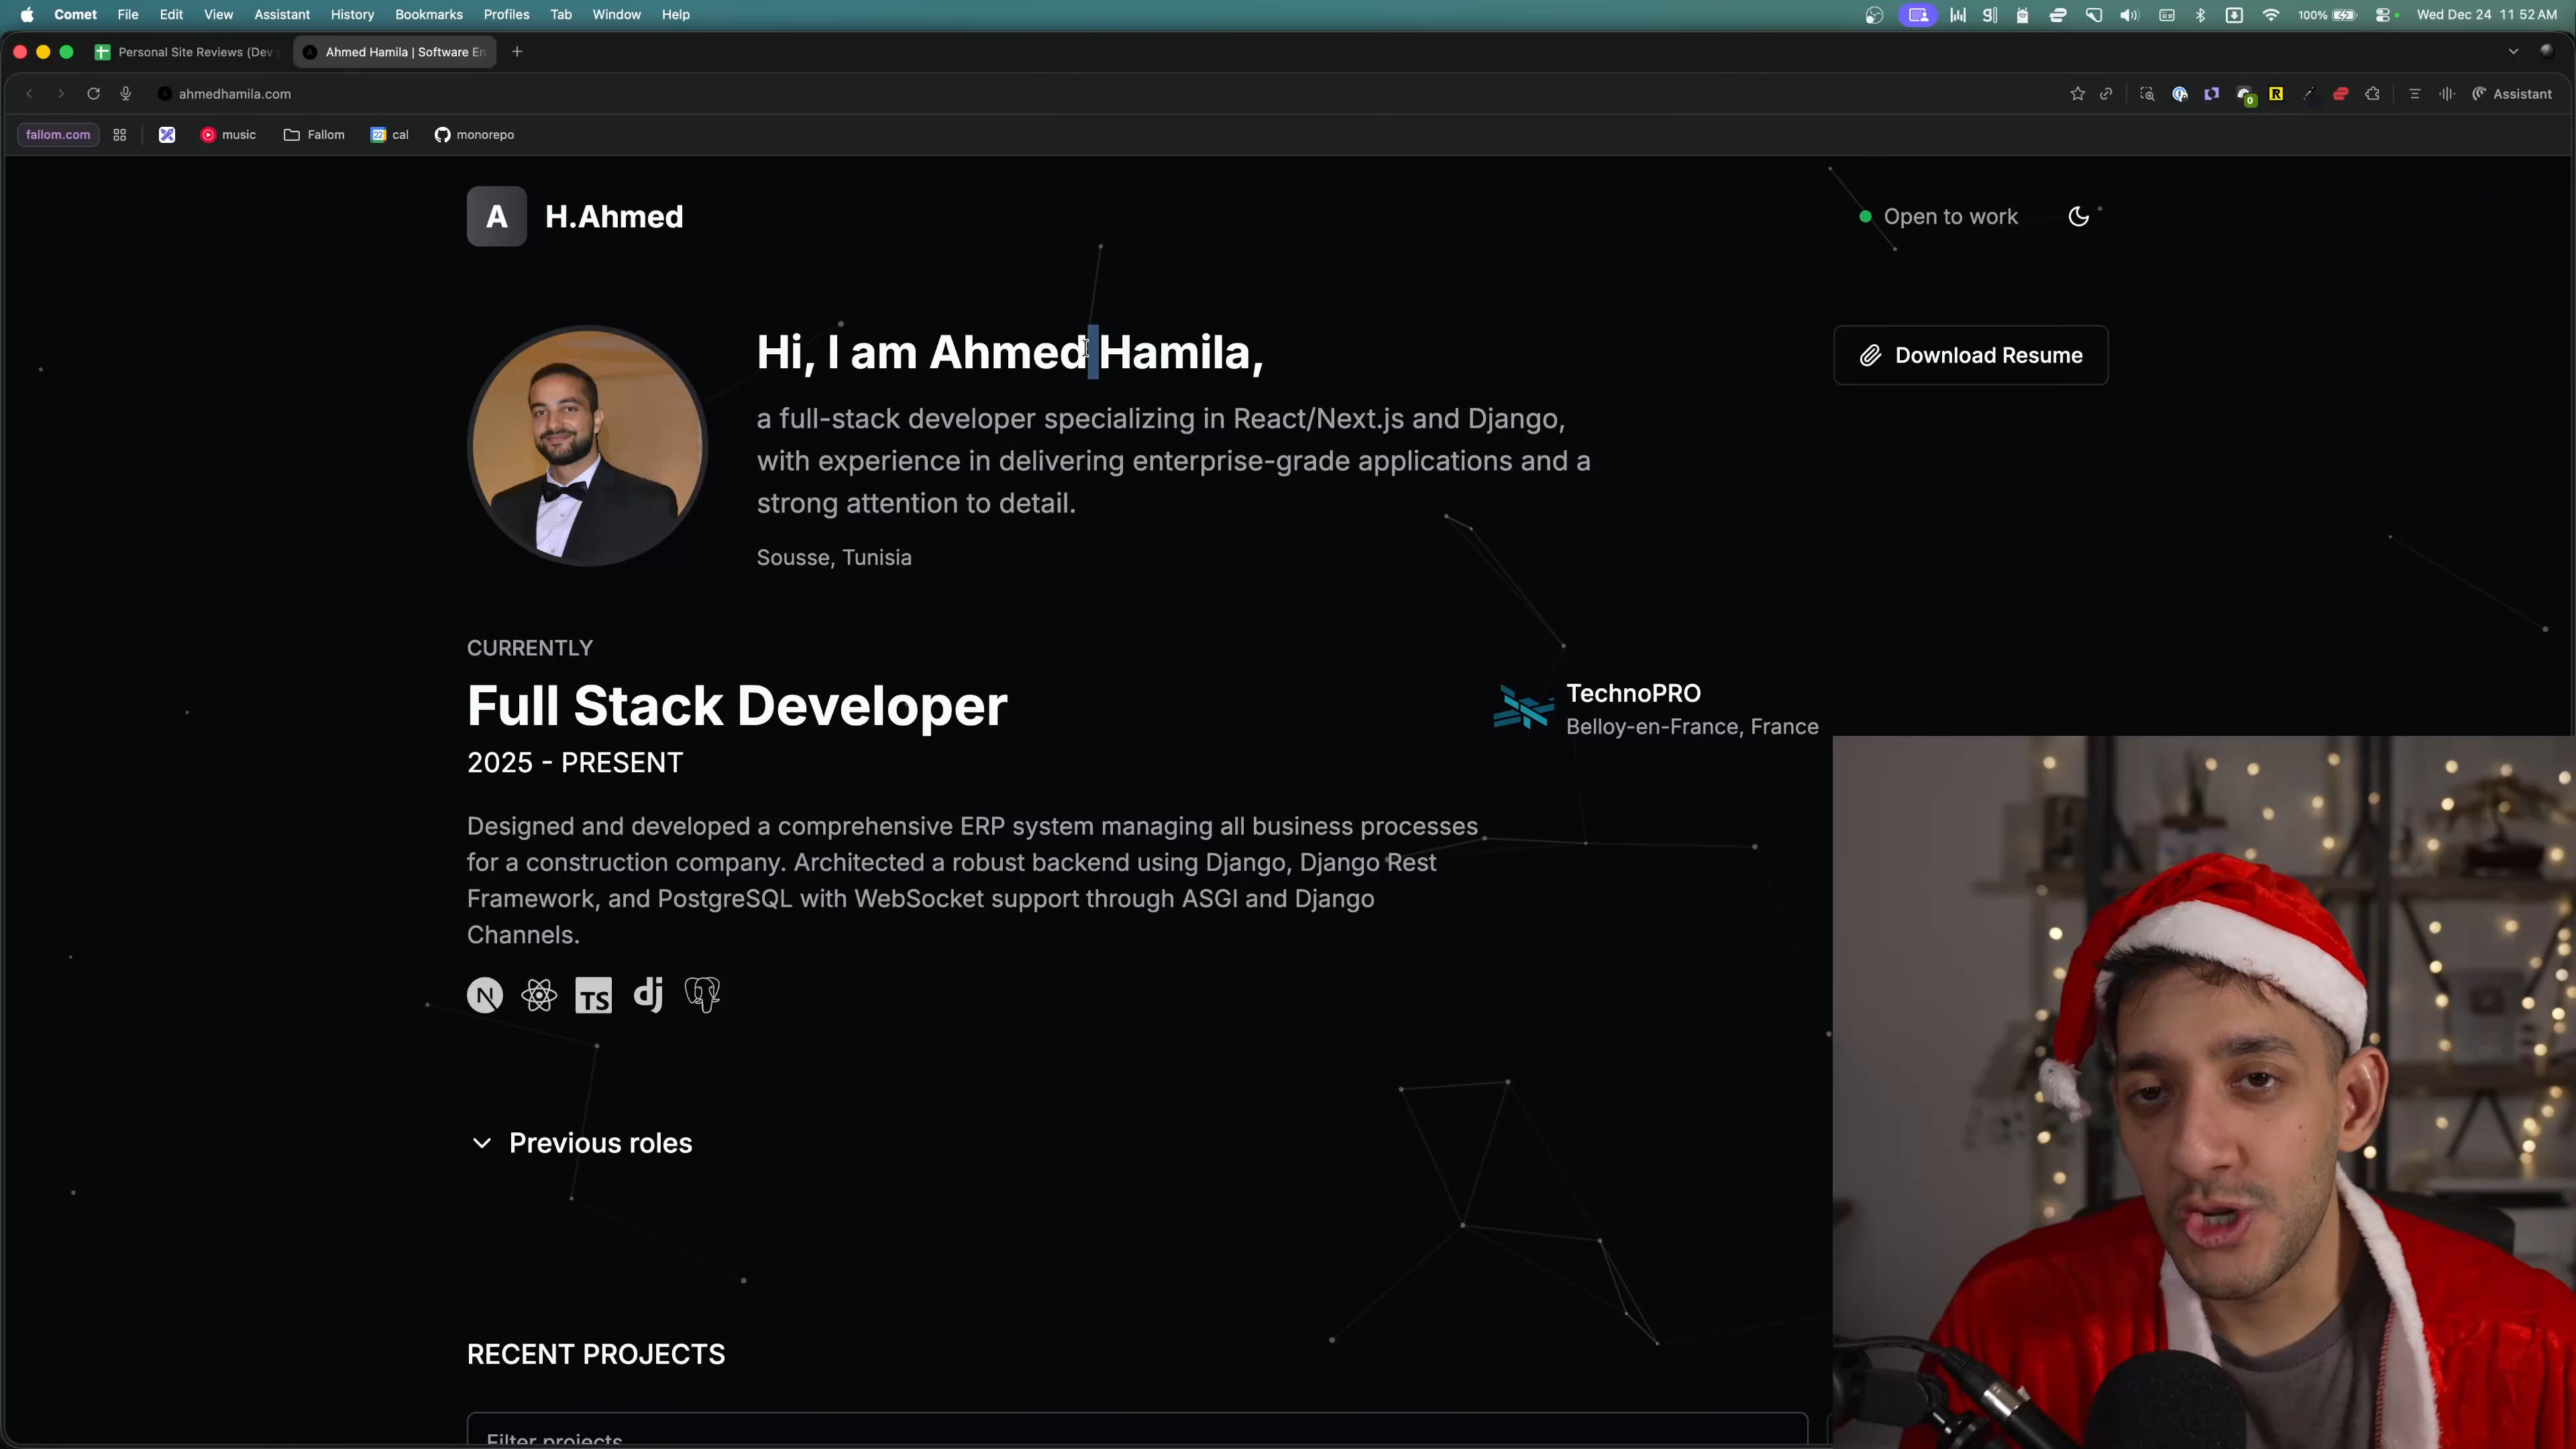 Comet File Edit View Assistant History Bookmarks Profiles Tab Window Help
100% Wed Dec 24 11 52 AM
Personal Site Reviews (Dev
Ahmed Hamila | Software En
ahmedhamila.com
Assistant
fallom.com music Fallom cal monorepo
A H.Ahmed
Open to work
Hi, I am Ahmed Hamila,
Download Resume
a full-stack developer specializing in React/Next.js and Django,
with experience in delivering enterprise-grade applications and a
strong attention to detail.
Sousse, Tunisia
CURRENTLY
Full Stack Developer
2025 - PRESENT
TechnoPRO
Belloy-en-France, France
Designed and developed a comprehensive ERP system managing all business processes
for a construction company. Architected a robust backend using Django, Django Rest
Framework, and PostgreSQL with WebSocket support through ASGI and Django
Channels.
N TS dj
Previous roles
RECENT PROJECTS
Filter projects